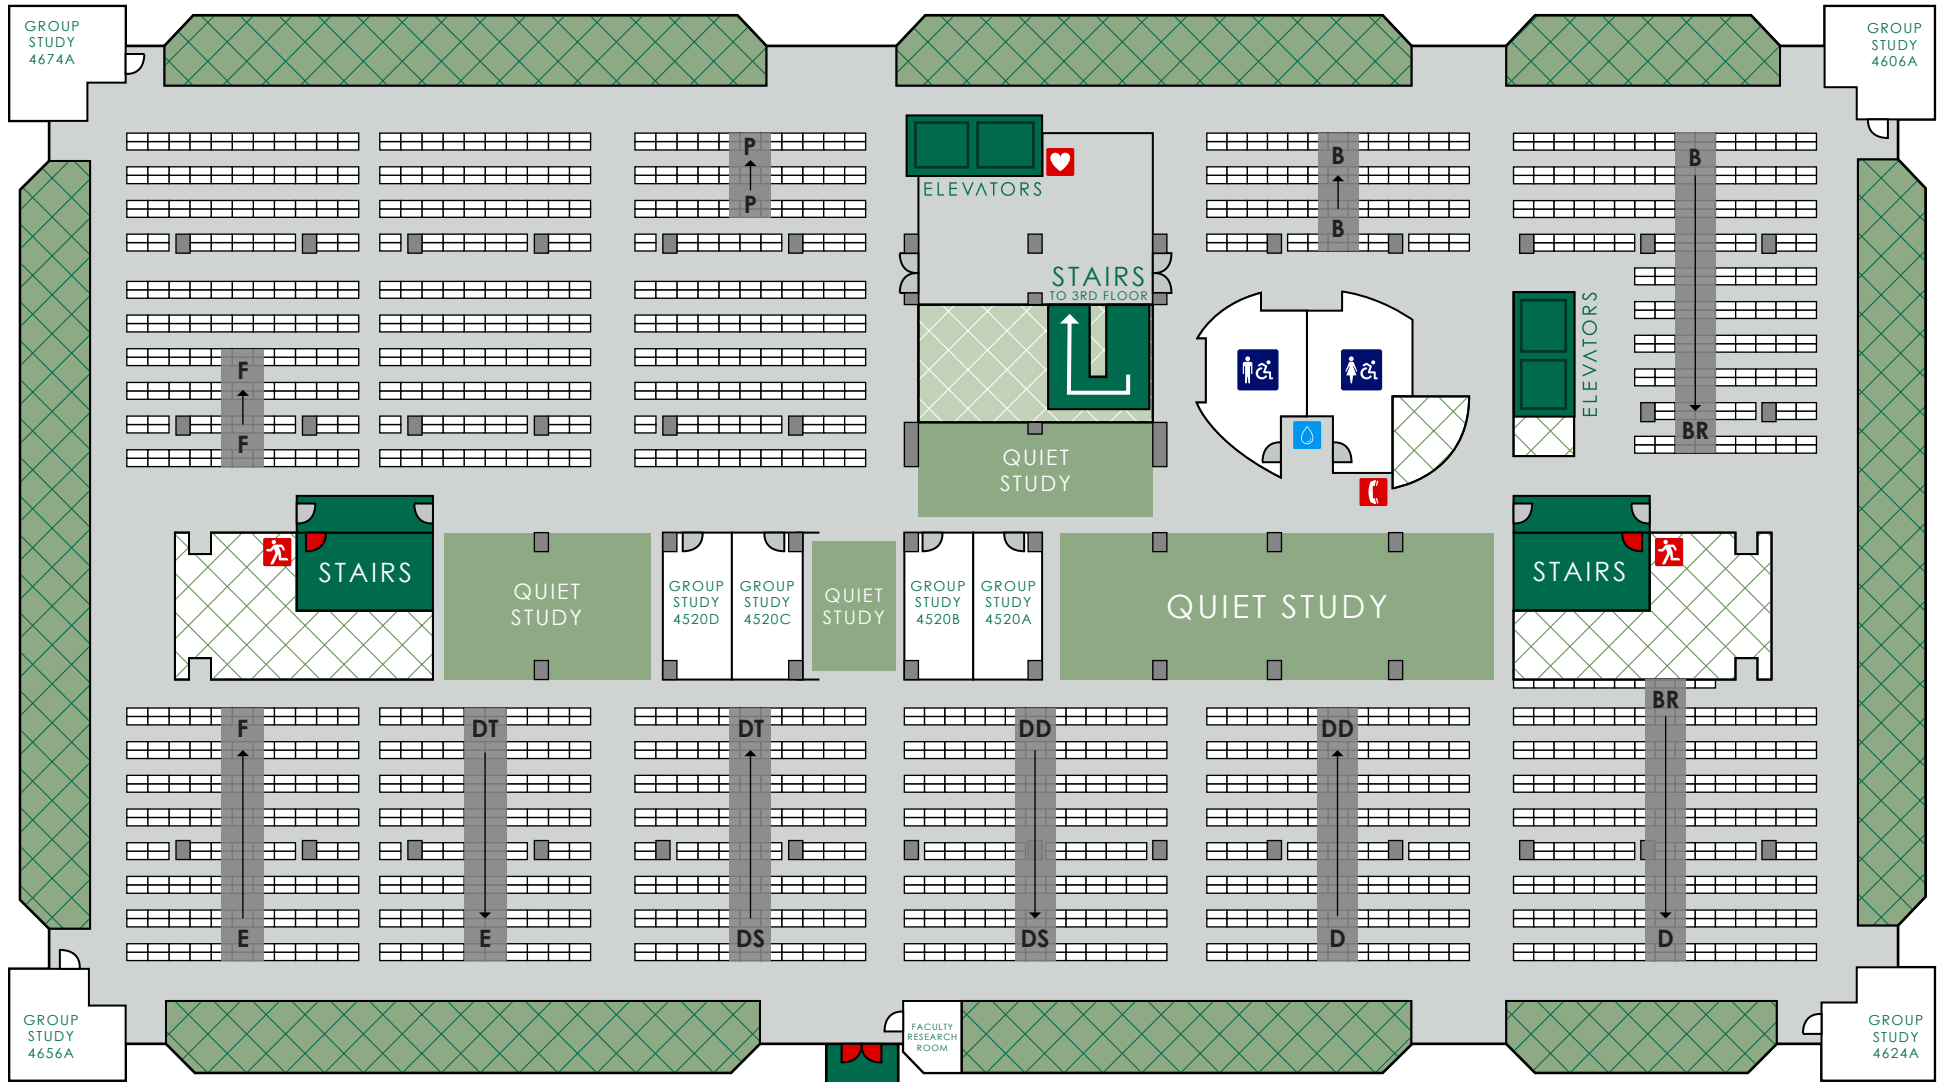 GROUP
STUDY
4674A
GROUP
STUDY
4606A
P
P
ELEVATORS
B
B
B
BR
STAIRS
TO 3RD FLOOR
ELEVATORS
F
F
QUIET
STUDY
STAIRS
QUIET
STUDY
GROUP
STUDY
4520D
GROUP
STUDY
4520C
QUIET
STUDY
GROUP
STUDY
4520B
GROUP
STUDY
4520A
QUIET STUDY
STAIRS
F
E
DT
E
DT
DS
DD
DS
DD
D
BR
D
GROUP
STUDY
4656A
FACULTY
RESEARCH
ROOM
GROUP
STUDY
4624A